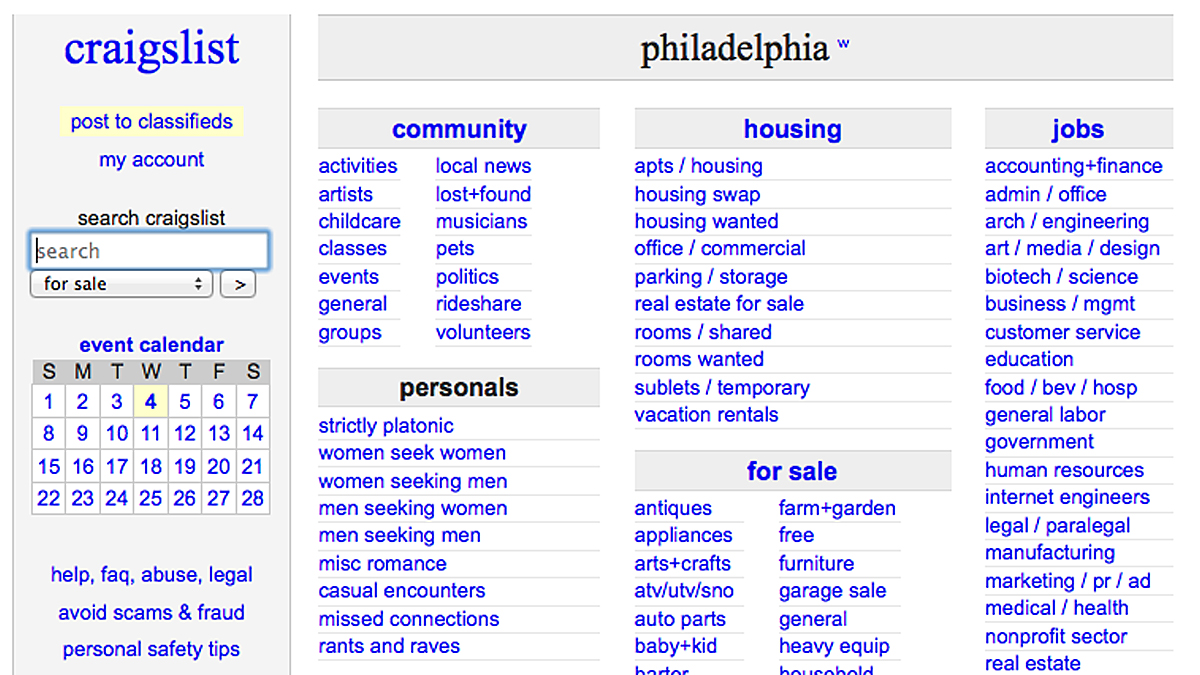 craigslist
post to classifieds
my account
search craigslist
search
for sale
>
event calendar
S M T W T F S
1 2 3 4 5 6 7
8 9 10 11 12 13 14
15 16 17 18 19 20 21
22 23 24 25 26 27 28
help, faq, abuse, legal
avoid scams & fraud
personal safety tips
philadelphia w
community
activities
artists
childcare
classes
events
general
groups
local news
lost+found
musicians
pets
politics
rideshare
volunteers
personals
strictly platonic
women seek women
women seeking men
men seeking women
men seeking men
misc romance
casual encounters
missed connections
rants and raves
housing
apts / housing
housing swap
housing wanted
office / commercial
parking / storage
real estate for sale
rooms / shared
rooms wanted
sublets / temporary
vacation rentals
for sale
antiques
appliances
arts+crafts
atv/utv/sno
auto parts
baby+kid
barter
farm+garden
free
furniture
garage sale
general
heavy equip
household
jobs
accounting+finance
admin / office
arch / engineering
art / media / design
biotech / science
business / mgmt
customer service
education
food / bev / hosp
general labor
government
human resources
internet engineers
legal / paralegal
manufacturing
marketing / pr / ad
medical / health
nonprofit sector
real estate